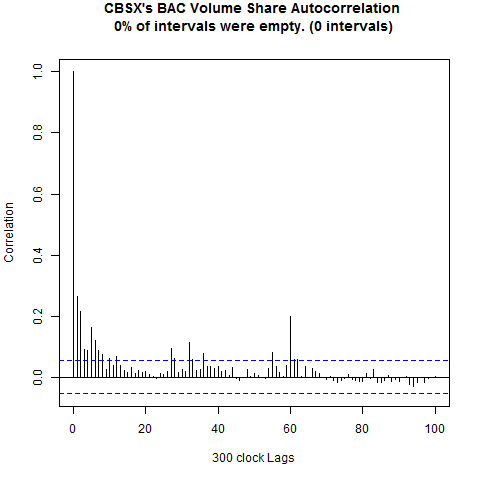 CBSX's BAC Volume Share Autocorrelation
0% of intervals were empty. (0 intervals)
1.0
0.8
0.6
0.4
0.2
0.0
Correlation
0 20 40 60 80 100
300 clock Lags